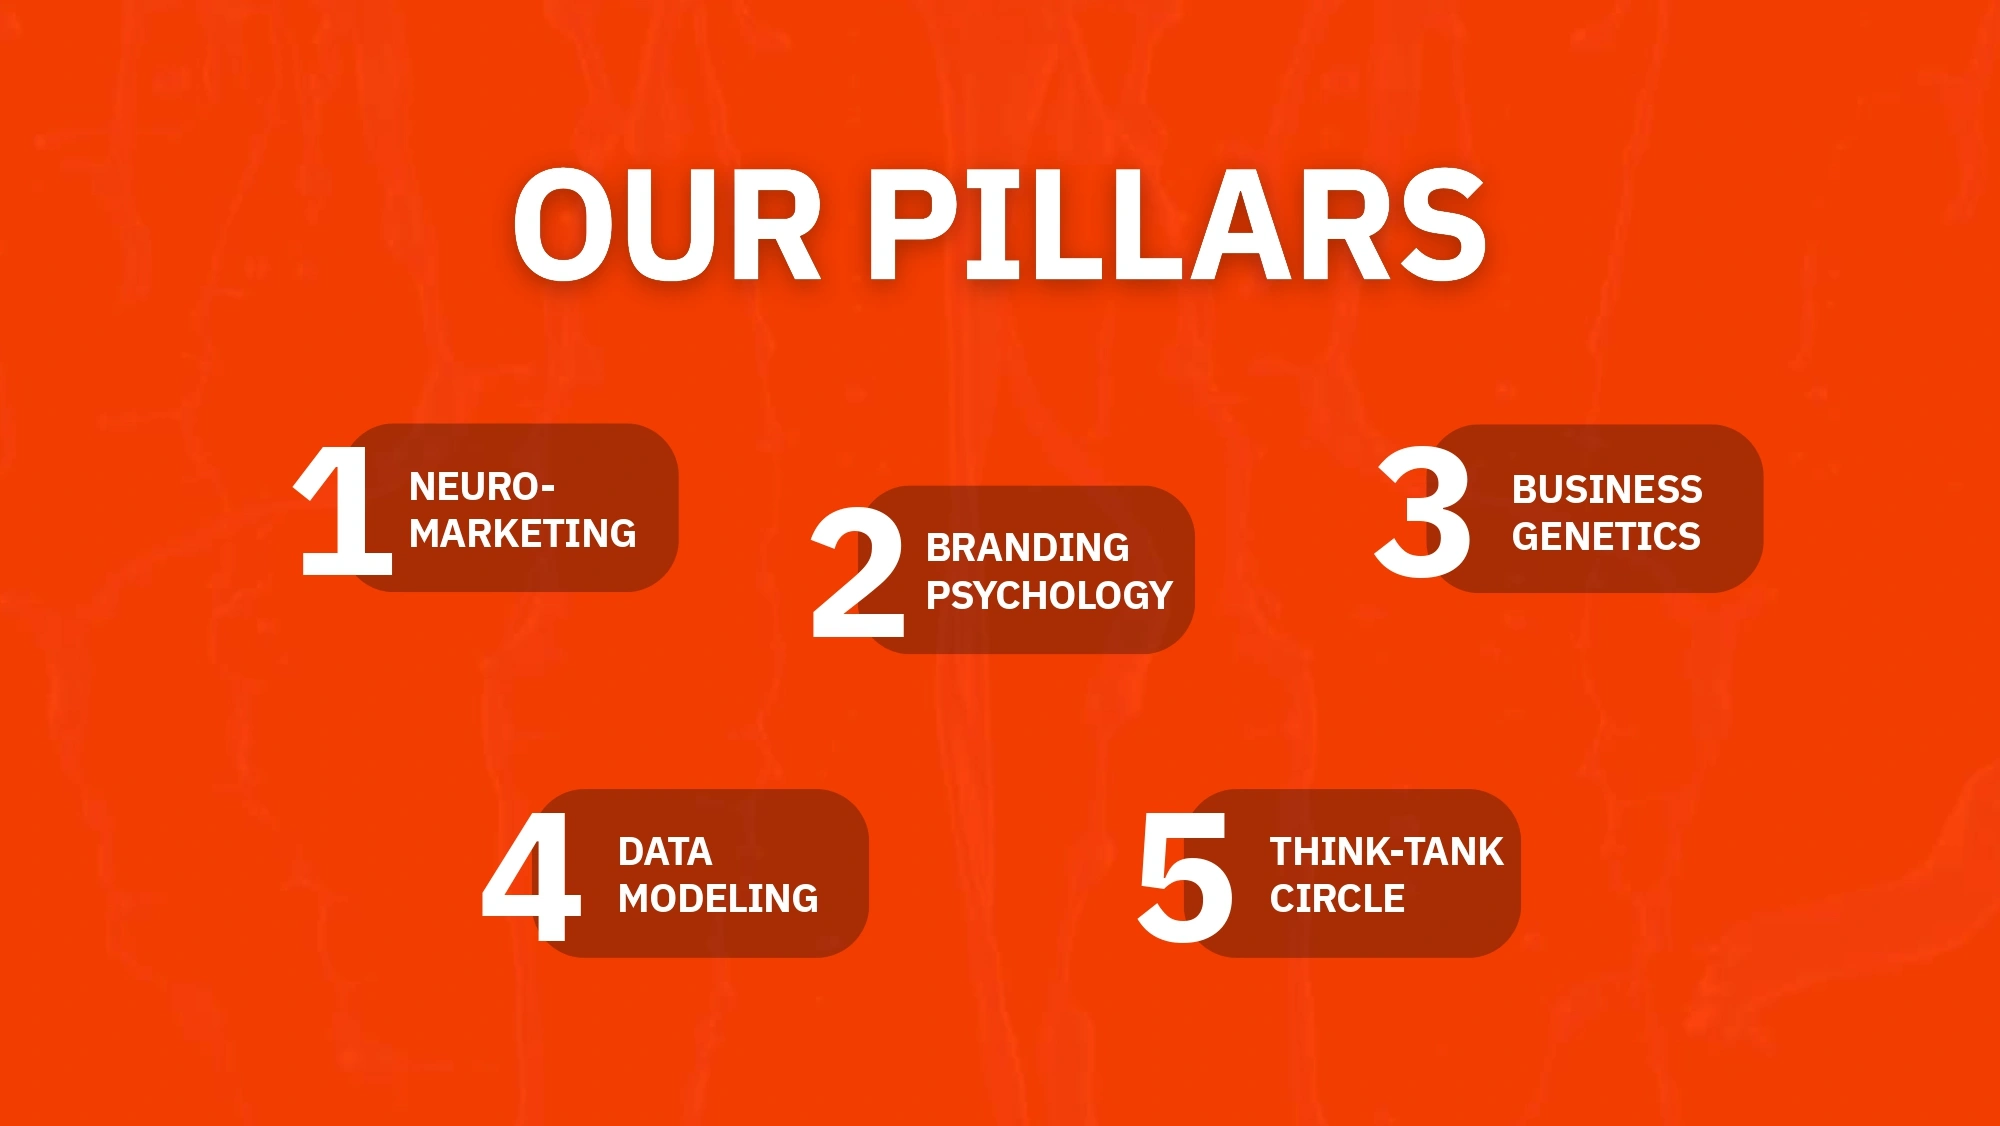 OUR PILLARS
1
NEURO-
MARKETING
2
BRANDING
PSYCHOLOGY
3
BUSINESS
GENETICS
4
DATA
MODELING
5
THINK-TANK
CIRCLE